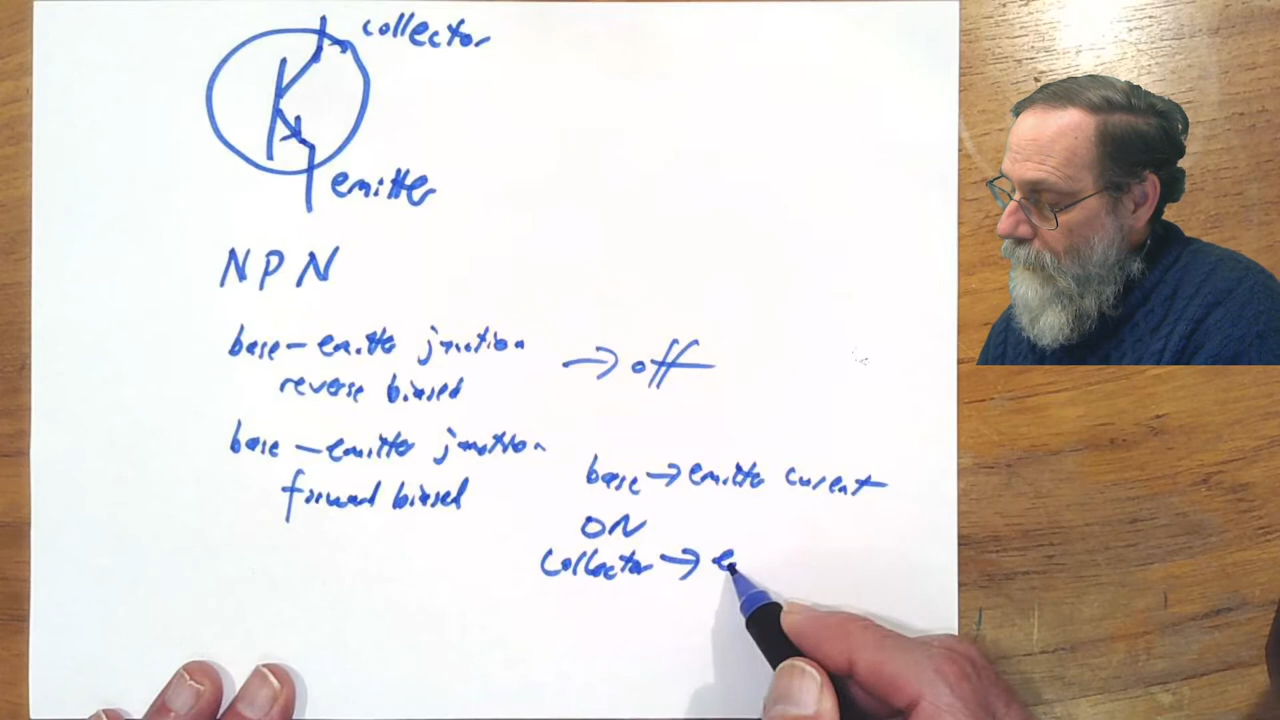 collector
emitter
NPN
base - emitter junction
reverse biased
→ off
base - emitter junction
forward biased
base → emitter current
ON
collector → e